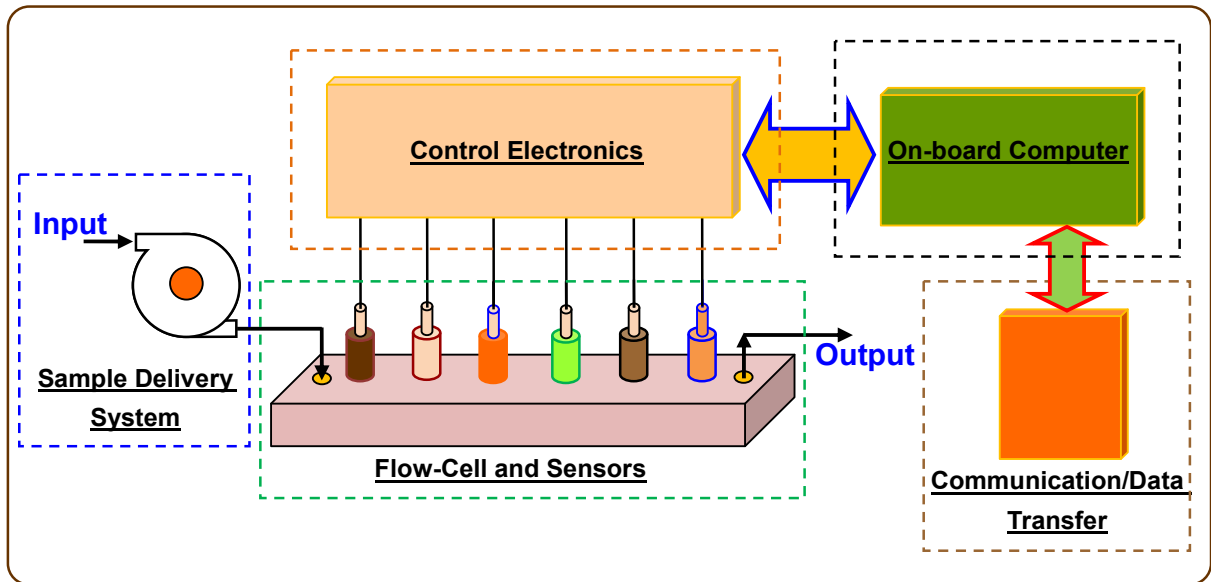 Control Electronics
On-board Computer
Input
Sample Delivery
System
Output
Flow-Cell and Sensors
Communication/Data
Transfer